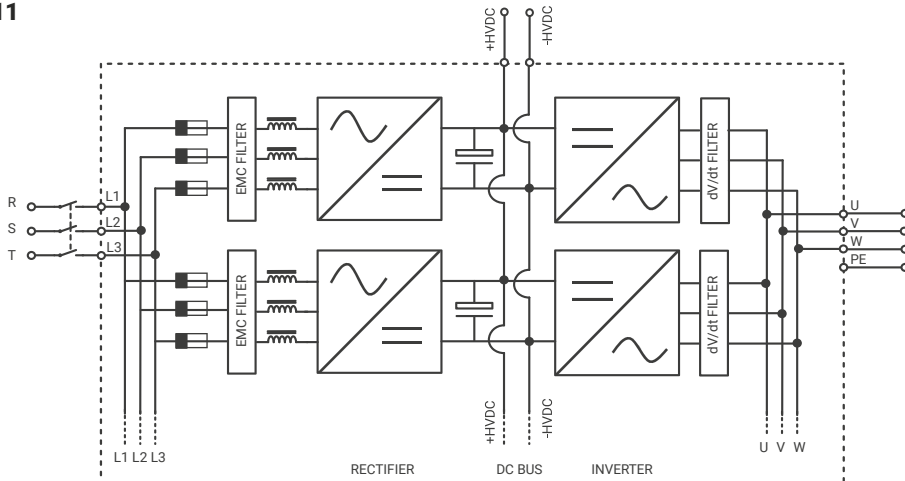 11
+HVDC
-HVDC
EMC FILTER
dV/dt FILTER
R
L1
S
L2
T
L3
U
V
W
PE
EMC FILTER
dV/dt FILTER
+HVDC
-HVDC
L1 L2 L3
U V W
RECTIFIER
DC BUS
INVERTER